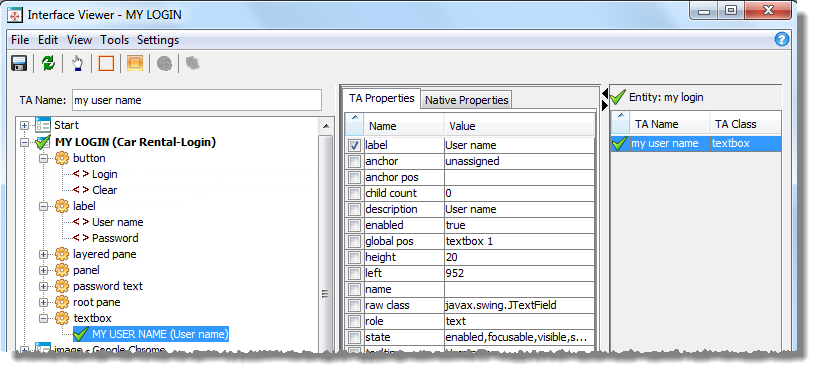 Interface Viewer - MY LOGIN
File Edit View Tools Settings
TA Name: my user name
Start
MY LOGIN (Car Rental-Login)
button
< > Login
< > Clear
label
< > User name
< > Password
layered pane
panel
password text
root pane
textbox
MY USER NAME (User name)
image - Google Chrome
TA Properties Native Properties
Name Value
label User name
anchor unassigned
anchor pos
child count 0
description User name
enabled true
global pos textbox 1
height 20
left 952
name
raw class javax.swing.JTextField
role text
state enabled,focusable,visible,s...
Entity: my login
TA Name TA Class
my user name textbox